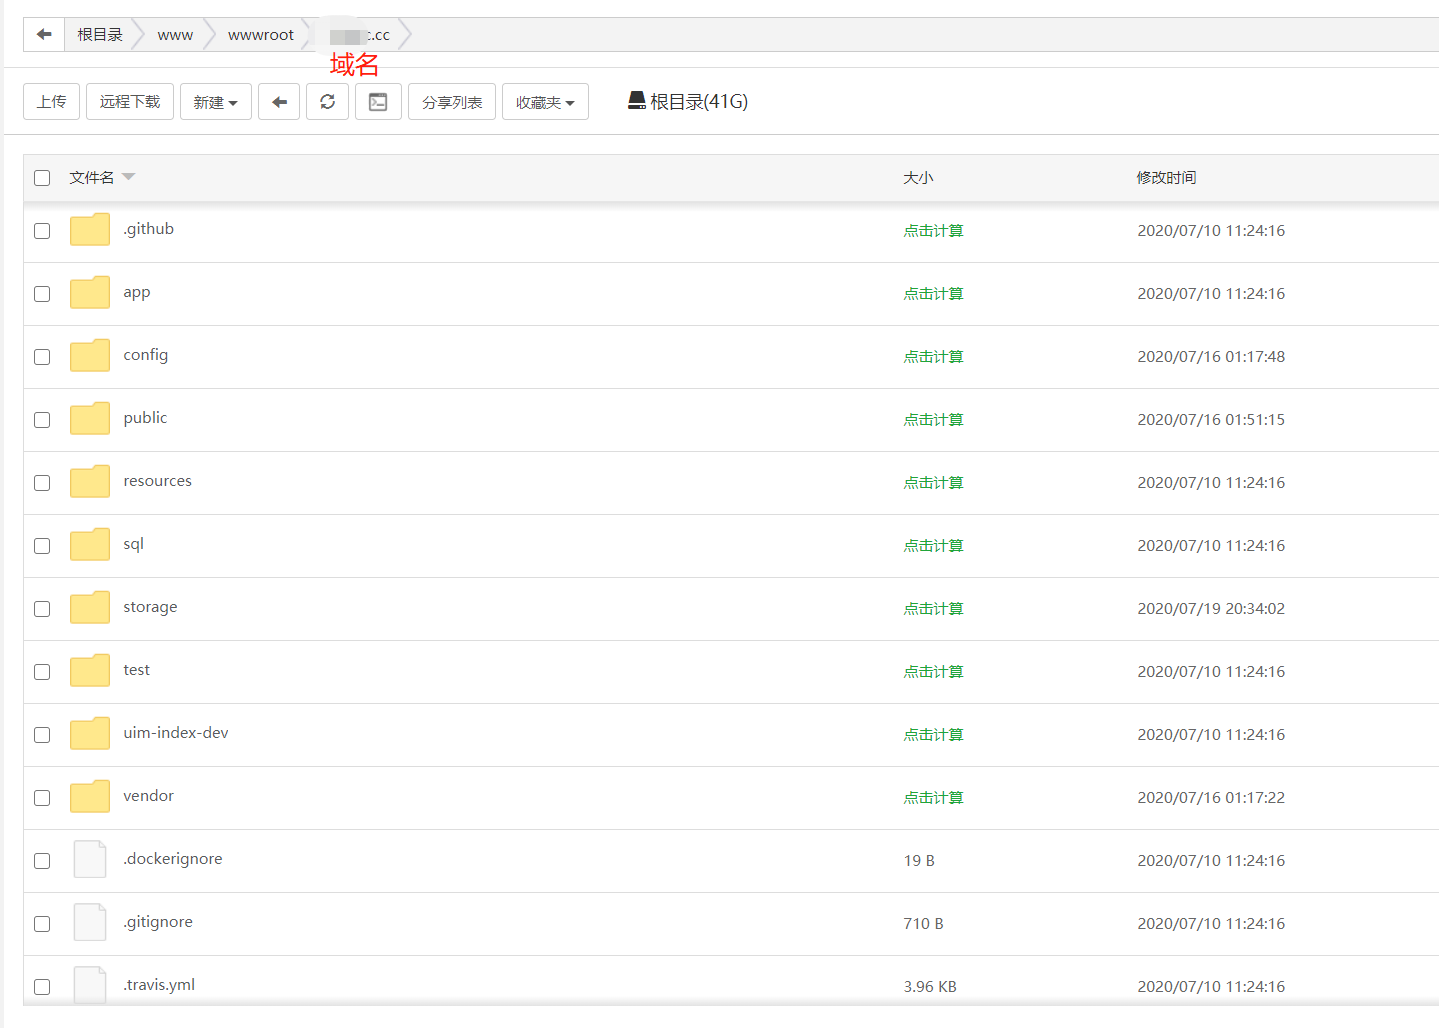 根目录 www wwwroot c.cc
域名
上传 远程下载 新建 分享列表 收藏夹 根目录(41G)
文件名 大小 修改时间
.github 点击计算 2020/07/10 11:24:16
app 点击计算 2020/07/10 11:24:16
config 点击计算 2020/07/16 01:17:48
public 点击计算 2020/07/16 01:51:15
resources 点击计算 2020/07/10 11:24:16
sql 点击计算 2020/07/10 11:24:16
storage 点击计算 2020/07/19 20:34:02
test 点击计算 2020/07/10 11:24:16
uim-index-dev 点击计算 2020/07/10 11:24:16
vendor 点击计算 2020/07/16 01:17:22
.dockerignore 19 B 2020/07/10 11:24:16
.gitignore 710 B 2020/07/10 11:24:16
.travis.yml 3.96 KB 2020/07/10 11:24:16